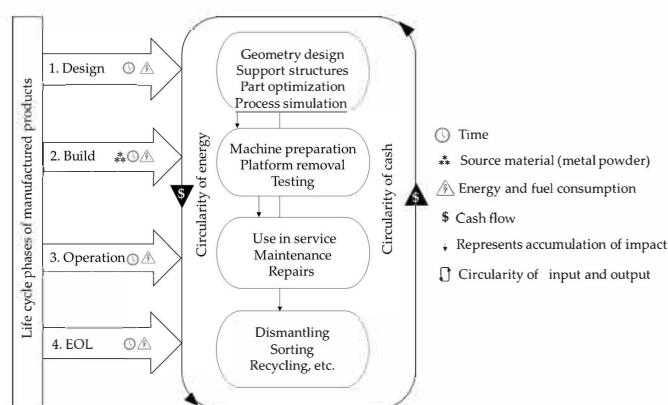 Life cycle phases of manufactured products
1. Design
2. Build
3. Operation
4. EOL
Circularity of energy
$
Geometry design
Support structures
Part optimization
Process simulation
Machine preparation
Platform removal
Testing
Use in service
Maintenance
Repairs
Dismantling
Sorting
Recycling, etc.
Circularity of cash
$
Time
Source material (metal powder)
Energy and fuel consumption
$ Cash flow
Represents accumulation of impact
Circularity of input and output